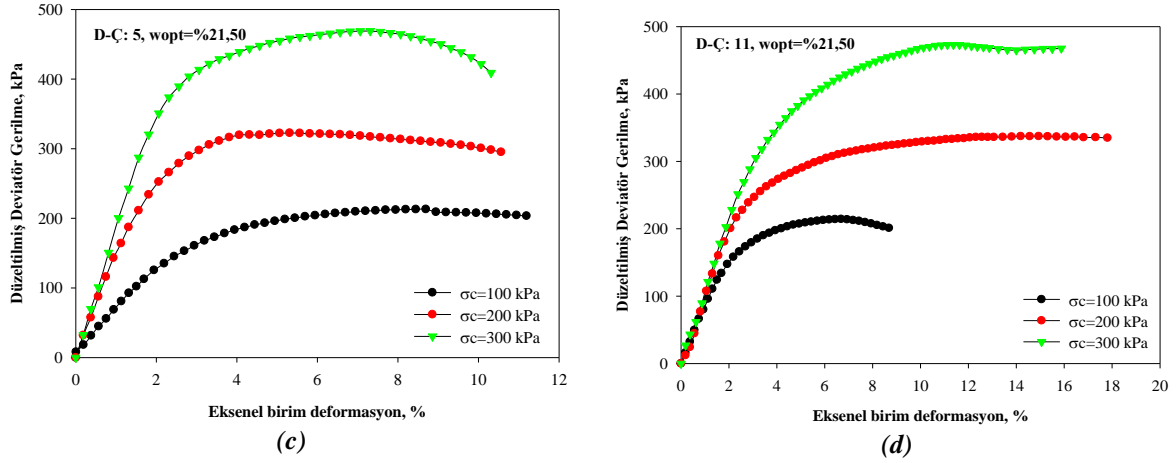 D-Ç: 5, wopt=%21,50
Düzeltilmiş Deviatör Gerilme, kPa
500
400
300
200
100
0
σc=100 kPa
σc=200 kPa
σc=300 kPa
0 2 4 6 8 10 12
Eksenel birim deformasyon, %
(c)
D-Ç: 11, wopt=%21,50
Düzeltilmiş Deviatör Gerilme, kPa
500
400
300
200
100
0
σc=100 kPa
σc=200 kPa
σc=300 kPa
0 2 4 6 8 10 12 14 16 18 20
Eksenel birim deformasyon, %
(d)